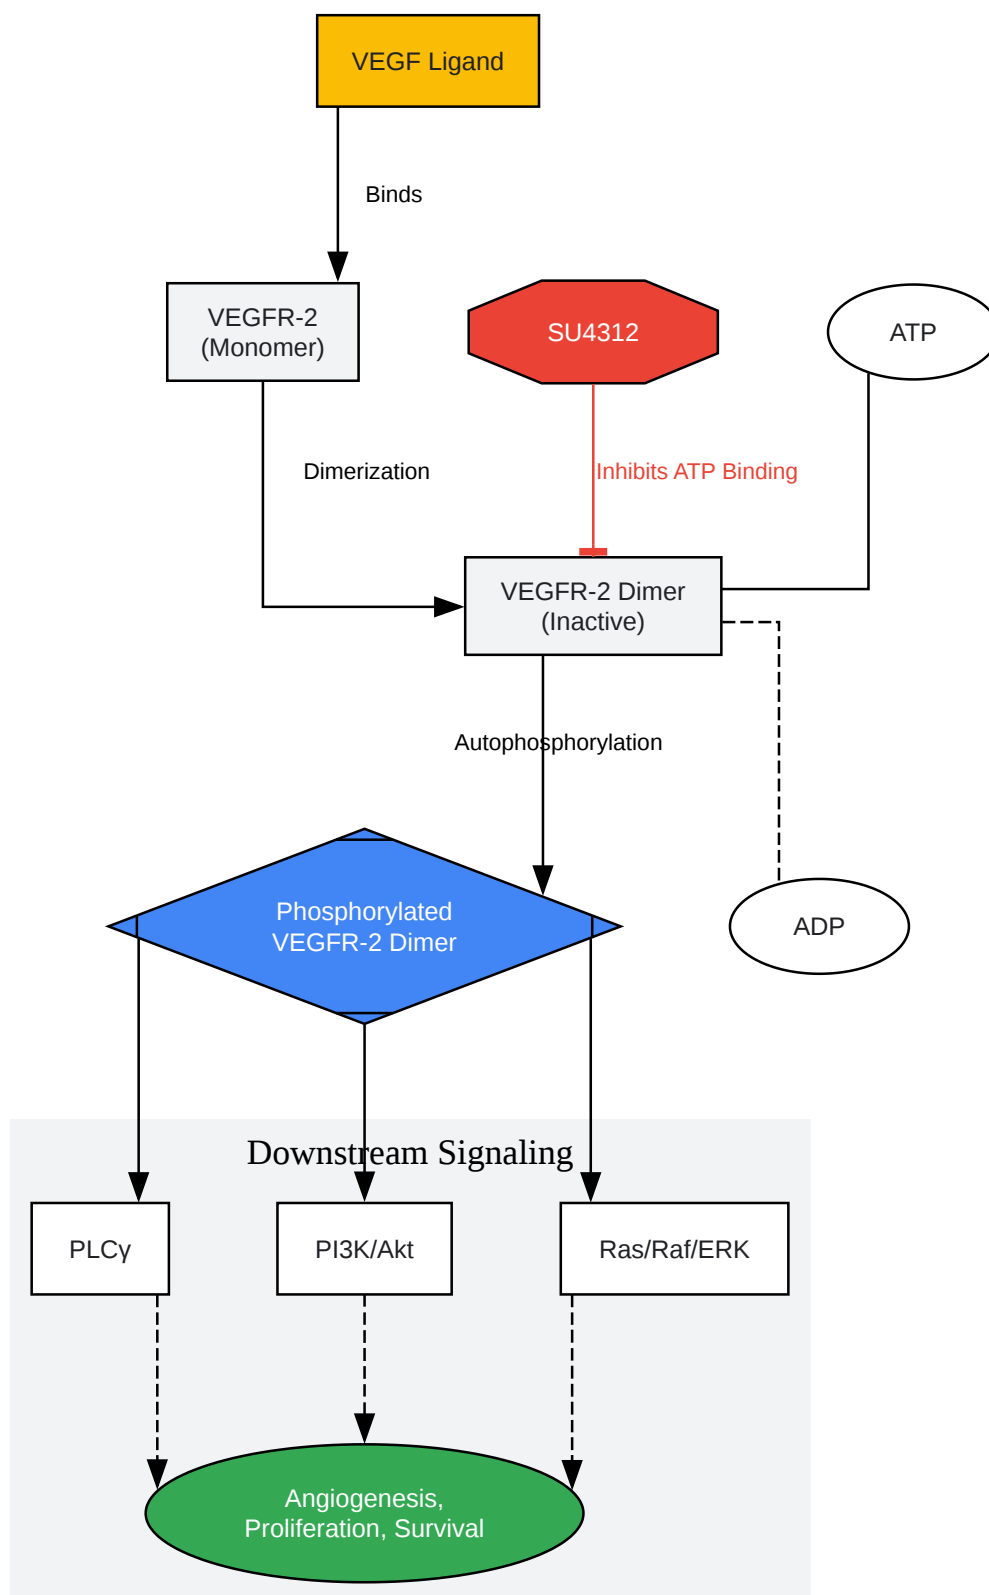 VEGF Ligand
Binds
VEGFR-2
(Monomer)
SU4312
ATP
Dimerization
Inhibits ATP Binding
VEGFR-2 Dimer
(Inactive)
Autophosphorylation
Phosphorylated
VEGFR-2 Dimer
ADP
Downstream Signaling
PLCγ
PI3K/Akt
Ras/Raf/ERK
Angiogenesis,
Proliferation, Survival